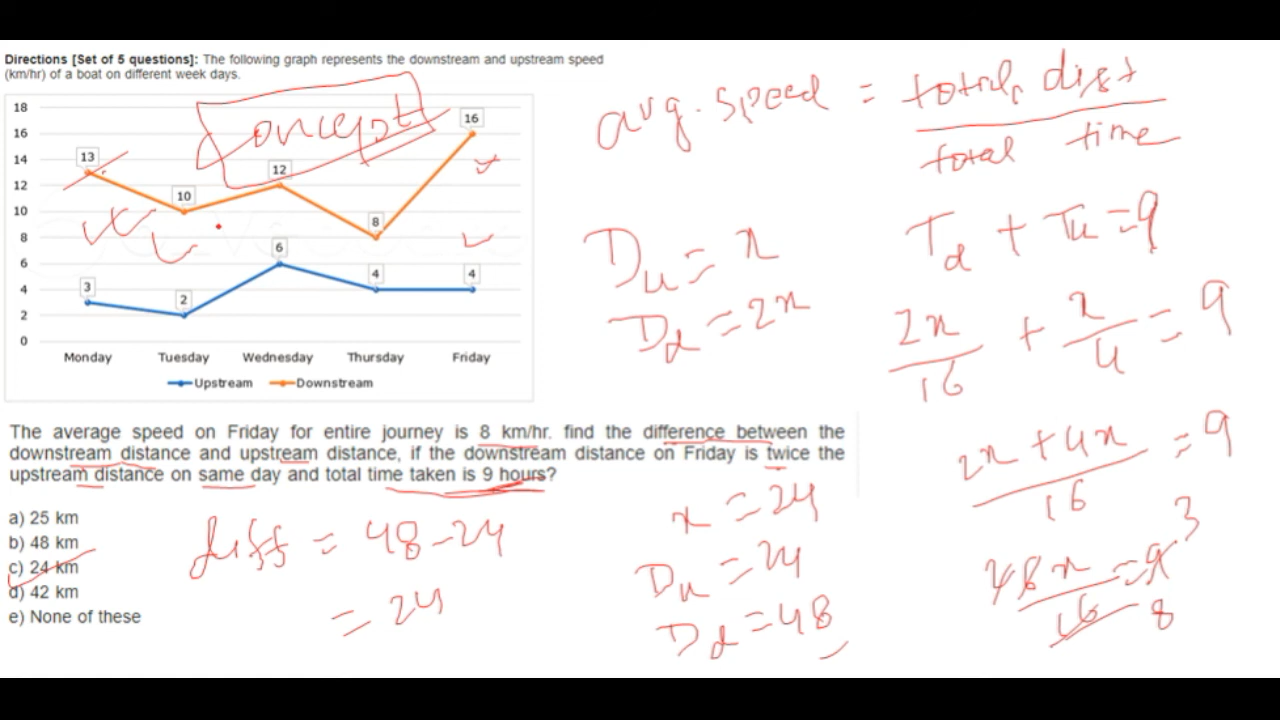 Directions [Set of 5 questions]: The following graph represents the downstream and upstream speed
(km/hr) of a boat on different week days.
18
16
14
12
10
8
6
4
2
0
13
10
12
8
16
3
2
6
4
4
Monday Tuesday Wednesday Thursday Friday
Upstream Downstream
concept
The average speed on Friday for entire journey is 8 km/hr. find the difference between the
downstream distance and upstream distance, if the downstream distance on Friday is twice the
upstream distance on same day and total time taken is 9 hours?
a) 25 km
b) 48 km
c) 24 km
d) 42 km
e) None of these
diff = 48-24
= 24
avg. speed = total dist
total time
Du = x
Dd = 2x
Td + Tu = 9
2x/16 + x/4 = 9
2x + 4x/16 = 9
x = 24
Du = 24
Dd = 48